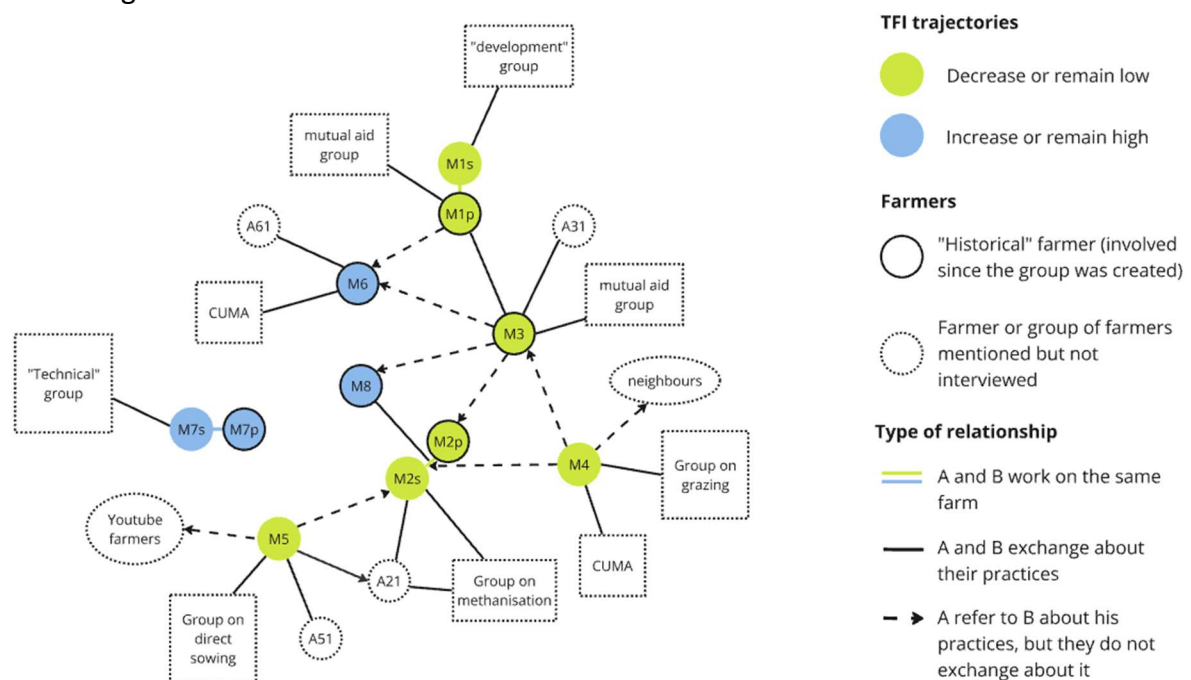 "development"
group
mutual aid
group
M1s
M1p
A61
A31
M6
CUMA
mutual aid
group
M3
"Technical"
group
M8
neighbours
M7s
M7p
M2p
M2s
M4
Group on
grazing
Youtube
farmers
M5
CUMA
A21
Group on
methanisation
Group on
direct
sowing
A51
TFI trajectories
Decrease or remain low
Increase or remain high
Farmers
"Historical" farmer (involved
since the group was created)
Farmer or group of farmers
mentioned but not
interviewed
Type of relationship
A and B work on the same
farm
A and B exchange about
their practices
A refer to B about his
practices, but they do not
exchange about it